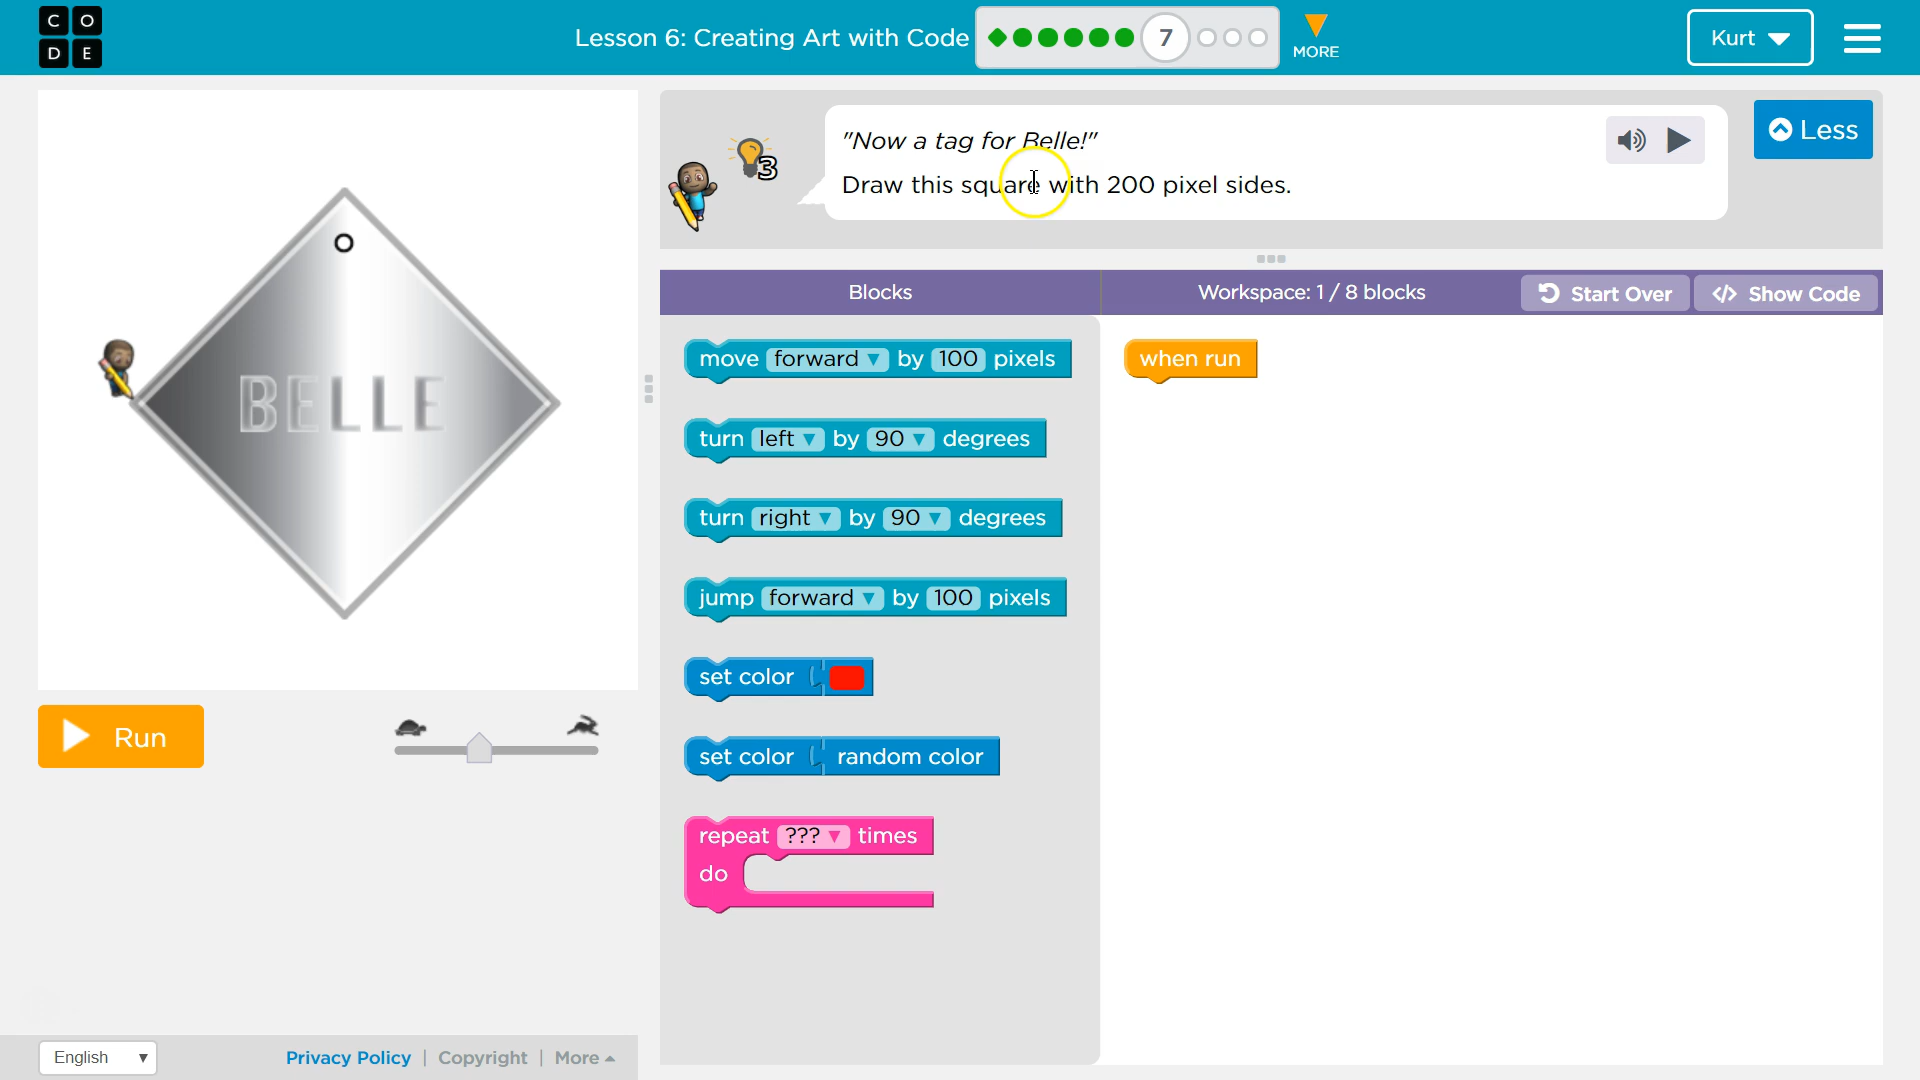 C O
D E
Lesson 6: Creating Art with Code
7
MORE
Kurt
"Now a tag for Belle!"
Draw this square with 200 pixel sides.
3
Less
BELLE
Blocks
Workspace: 1 / 8 blocks
Start Over
</> Show Code
move forward ▼ by 100 pixels
turn left ▼ by 90 ▼ degrees
turn right ▼ by 90 ▼ degrees
jump forward ▼ by 100 pixels
set color
set color random color
repeat ??? ▼ times
do
when run
Run
English ▼
Privacy Policy | Copyright | More